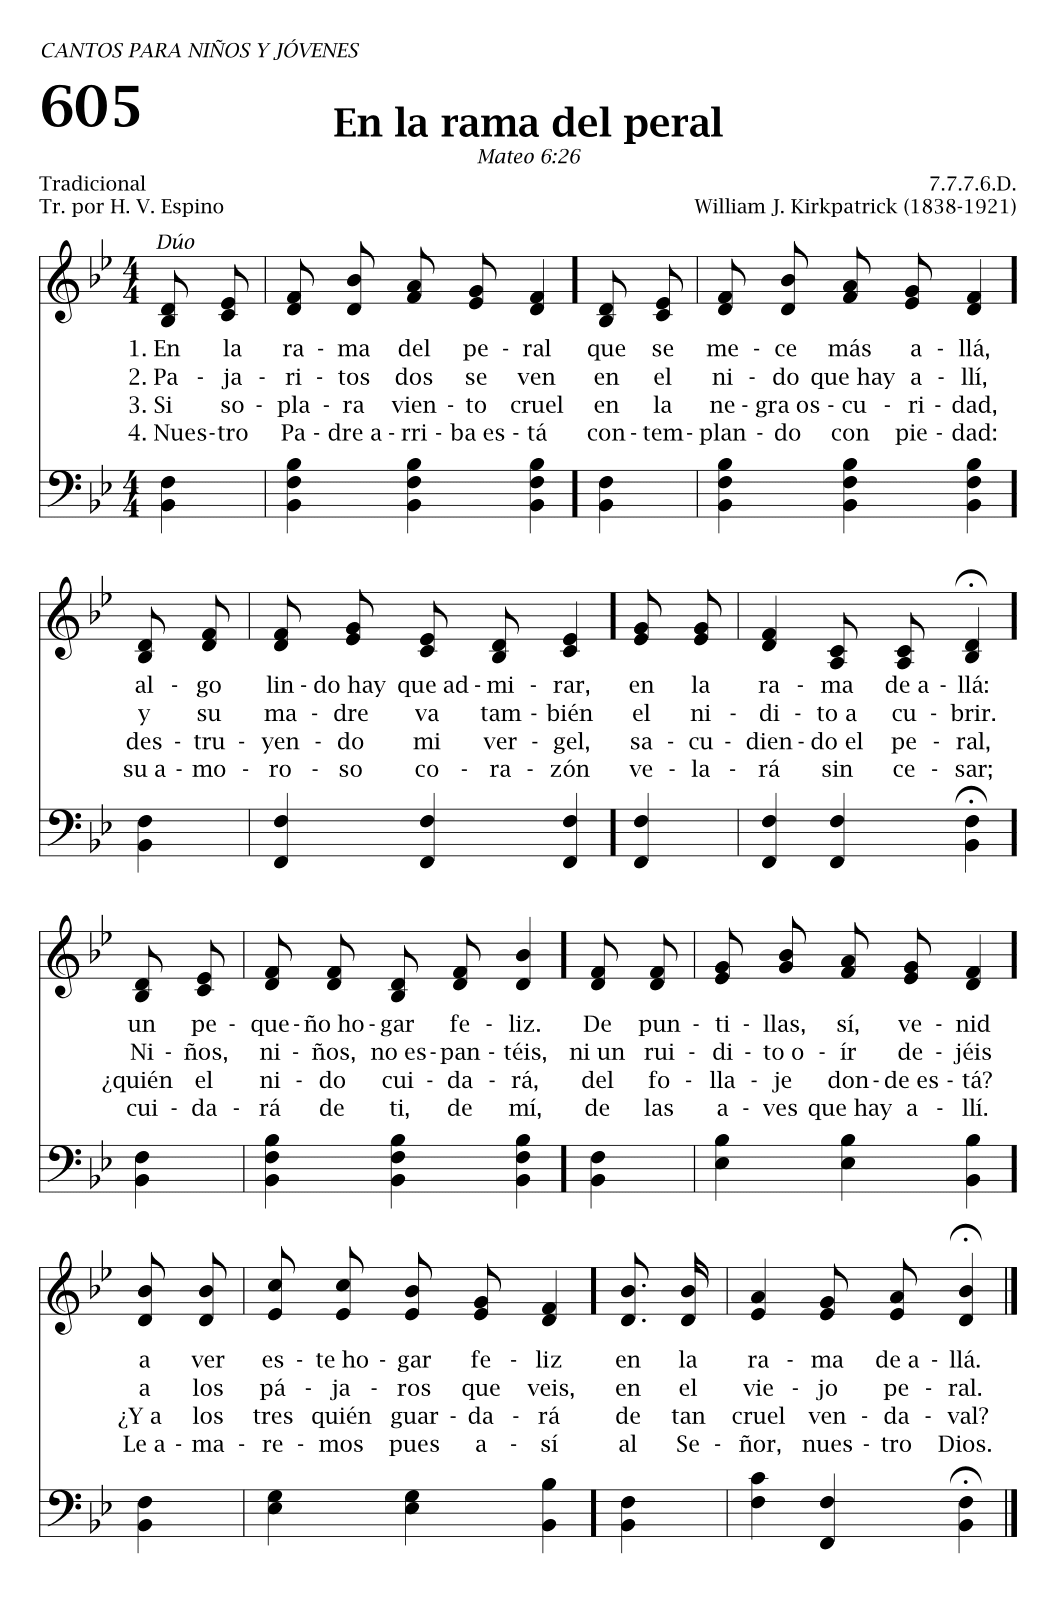 CANTOS PARA NIÑOS Y JÓVENES
605
En la rama del peral
Mateo 6:26
Tradicional
7.7.7.6.D.
Tr. por H. V. Espino
William J. Kirkpatrick (1838-1921)
Dúo
1. En la ra - ma del pe - ral que se me - ce más a - llá,
2. Pa - ja - ri - tos dos se ven en el ni - do que hay a - llí,
3. Si so - pla - ra vien - to cruel en la ne - gra os - cu - ri - dad,
4. Nues - tro Pa - dre a - rri - ba es - tá con - tem - plan - do con pie - dad:
al - go lin - do hay que ad - mi - rar, en la ra - ma de a - llá:
y su ma - dre va tam - bién el ni - di - to a cu - brir.
des - tru - yen - do mi ver - gel, sa - cu - dien - do el pe - ral,
su a - mo - ro - so co - ra - zón ve - la - rá sin ce - sar;
un pe - que - ño ho - gar fe - liz. De pun - ti - llas, sí, ve - nid
Ni - ños, ni - ños, no es - pan - téis, ni un rui - di - to o - ír de - jéis
¿quién el ni - do cui - da - rá, del fo - lla - je don - de es - tá?
cui - da - rá de ti, de mí, de las a - ves que hay a - llí.
a ver es - te ho - gar fe - liz en la ra - ma de a - llá.
a los pá - ja - ros que veis, en el vie - jo pe - ral.
¿Y a los tres quién guar - da - rá de tan cruel ven - da - val?
Le a - ma - re - mos pues a - sí al Se - ñor, nues - tro Dios.